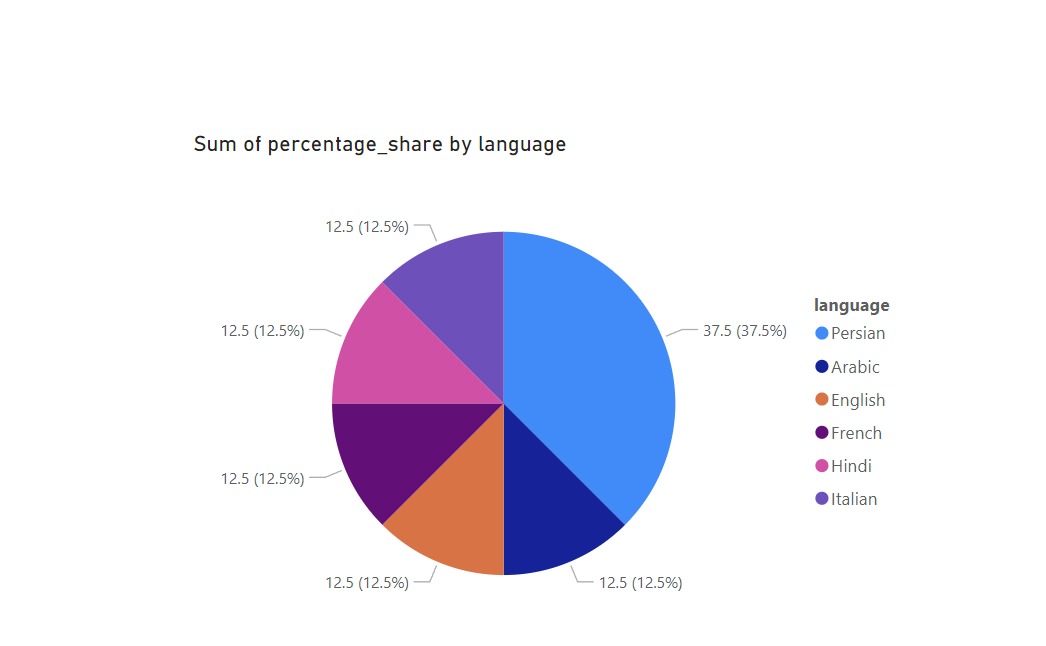 Sum of percentage_share by language
12.5 (12.5%)
12.5 (12.5%)
37.5 (37.5%)
12.5 (12.5%)
12.5 (12.5%)
12.5 (12.5%)
language
Persian
Arabic
English
French
Hindi
Italian